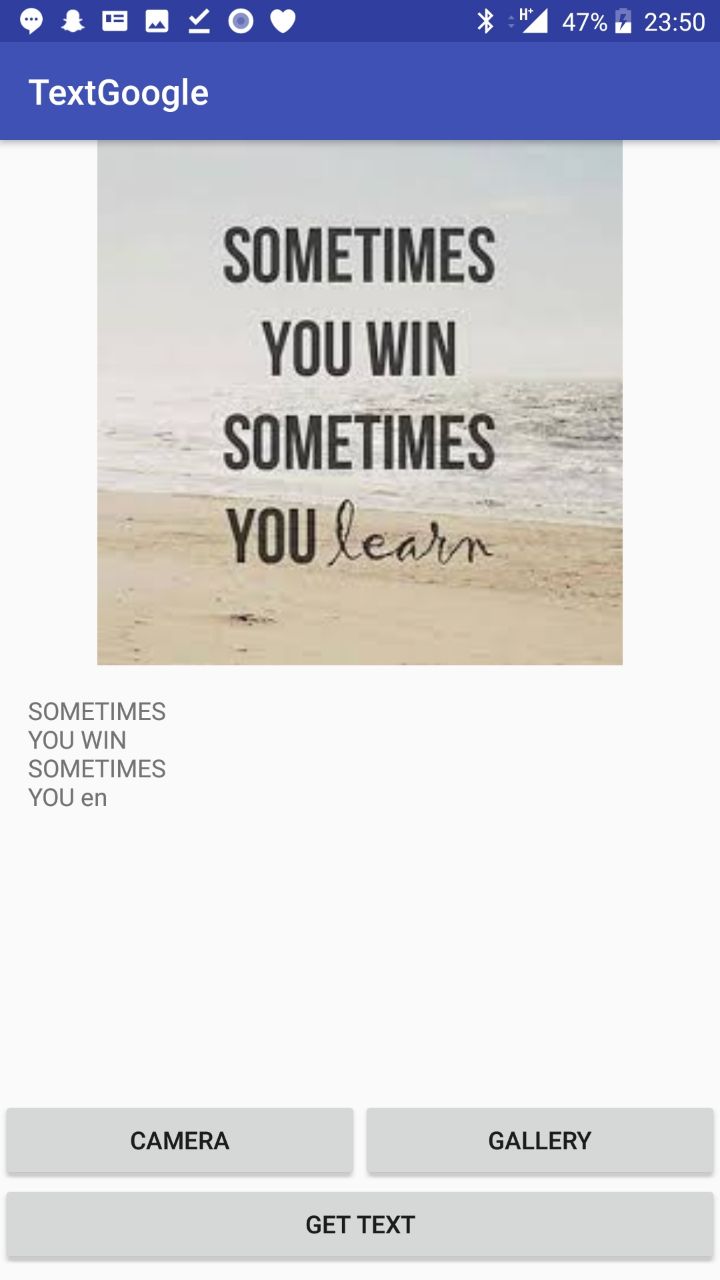 H+ 47% 23:50
TextGoogle
SOMETIMES
YOU WIN
SOMETIMES
YOU learn
SOMETIMES
YOU WIN
SOMETIMES
YOU en
CAMERA GALLERY
GET TEXT